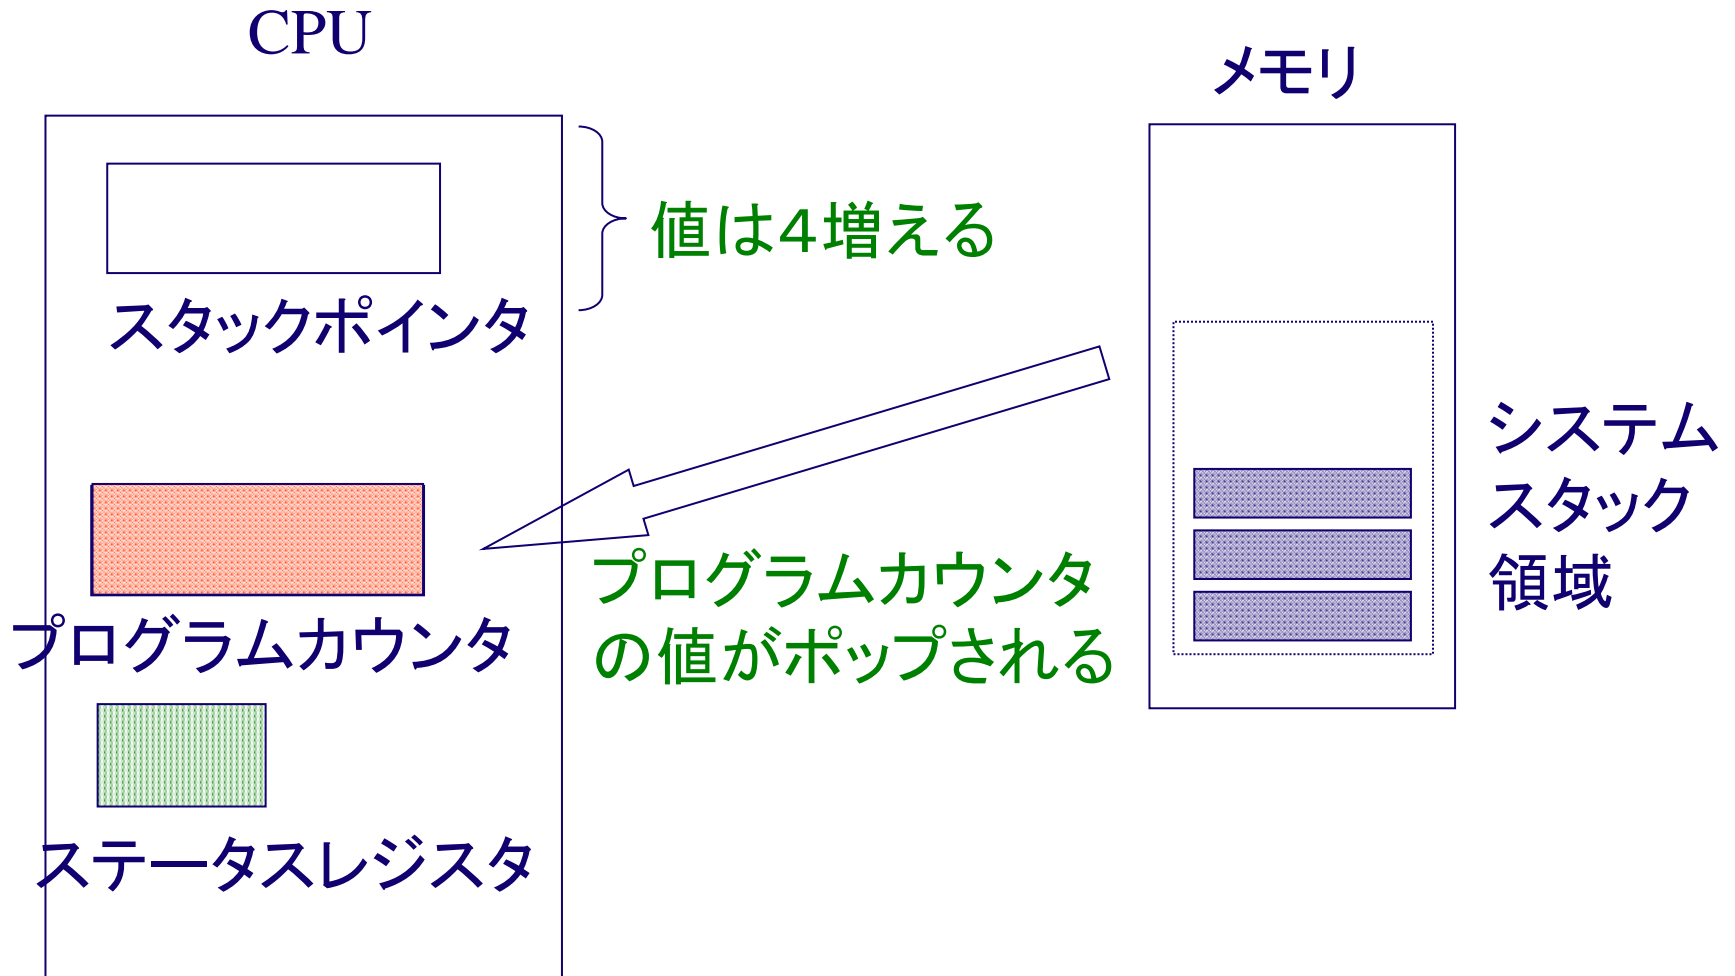 CPU
メモリ
値は4増える
スタックポインタ
システム
スタック
領域
プログラムカウンタ
の値がポップされる
プログラムカウンタ
ステータスレジスタ